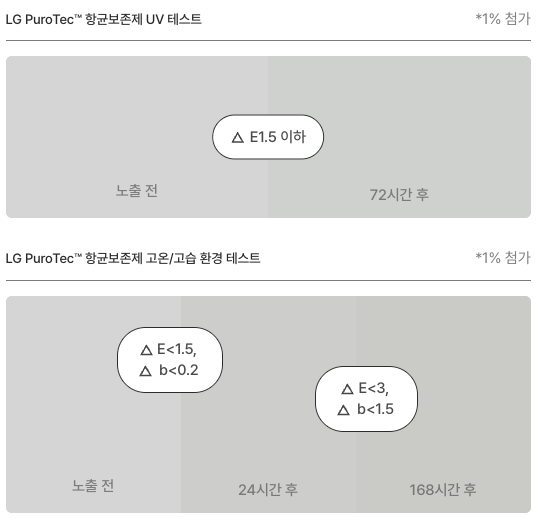 LG PuroTec™ 항균보존제 UV 테스트
*1% 첨가
△ E1.5 이하
노출 전
72시간 후
LG PuroTec™ 항균보존제 고온/고습 환경 테스트
*1% 첨가
△ E<1.5,
△ b<0.2
△ E<3,
△ b<1.5
노출 전
24시간 후
168시간 후